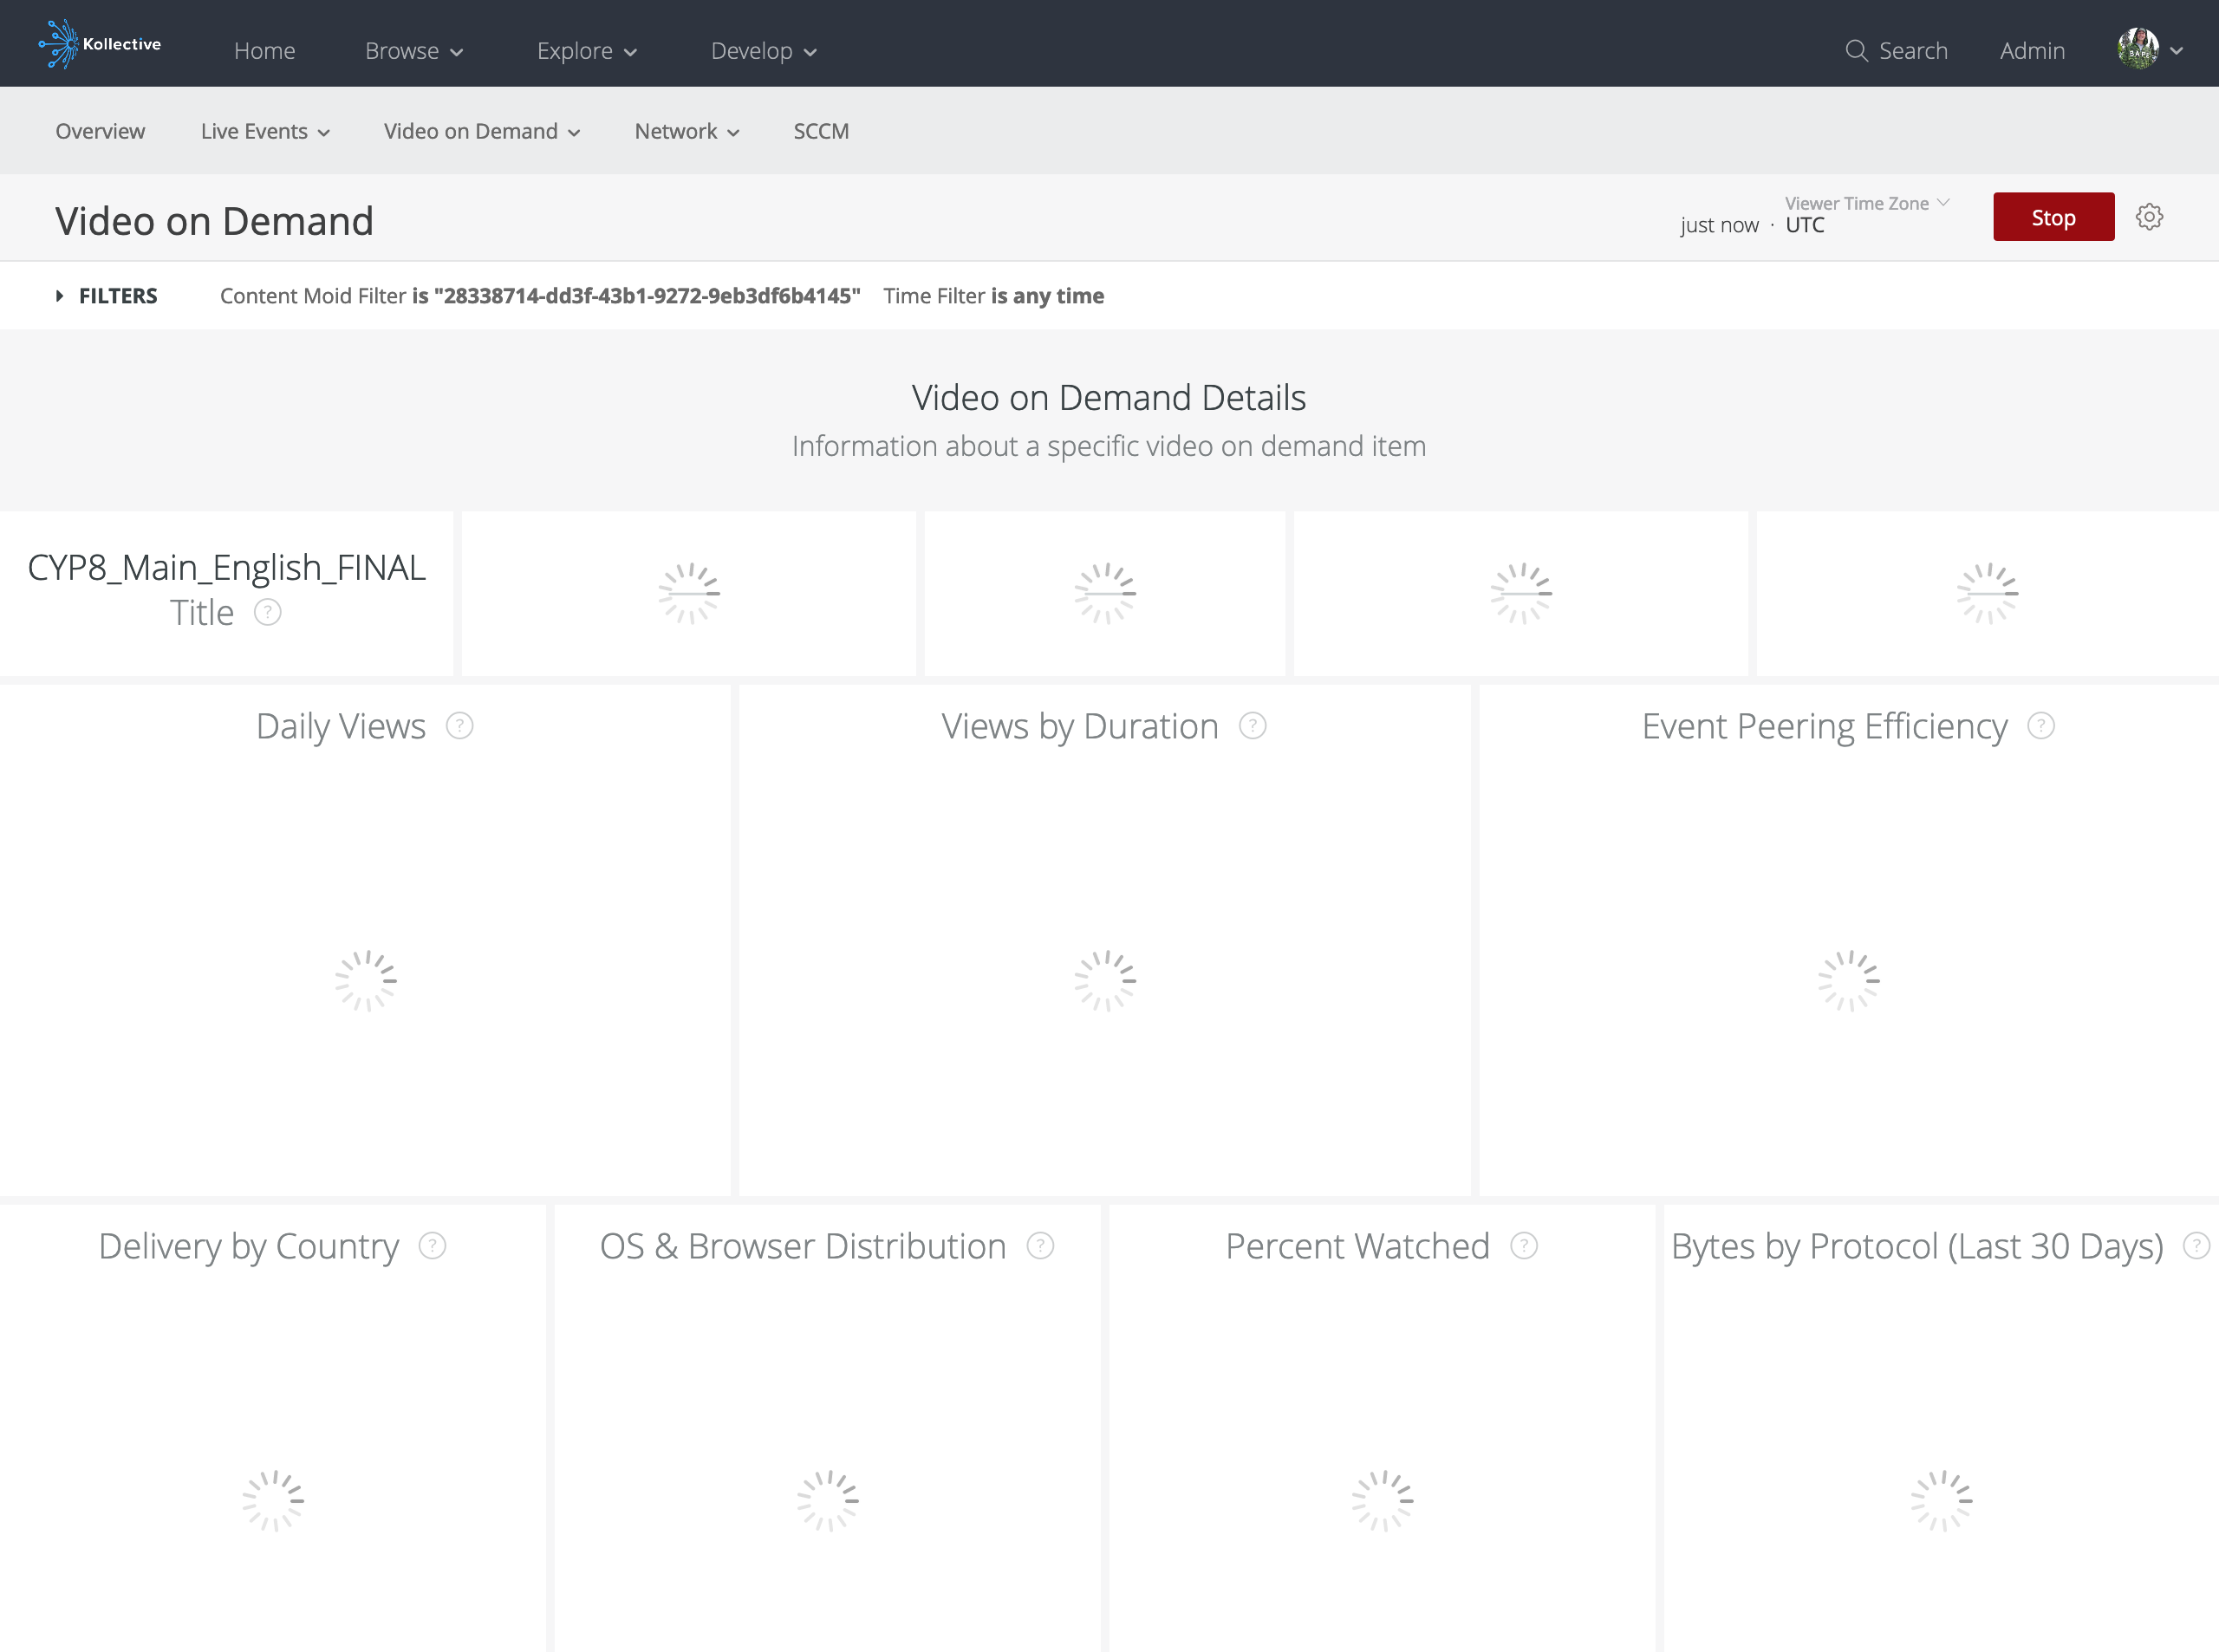 Kollective Home Browse Explore Develop Search Admin
Overview Live Events Video on Demand Network SCCM
Video on Demand
Viewer Time Zone
just now · UTC
Stop
FILTERS Content Moid Filter is "28338714-dd3f-43b1-9272-9eb3df6b4145" Time Filter is any time
Video on Demand Details
Information about a specific video on demand item
CYP8_Main_English_FINAL
Title ?
Daily Views ? Views by Duration ? Event Peering Efficiency ?
Delivery by Country ? OS & Browser Distribution ? Percent Watched ? Bytes by Protocol (Last 30 Days) ?